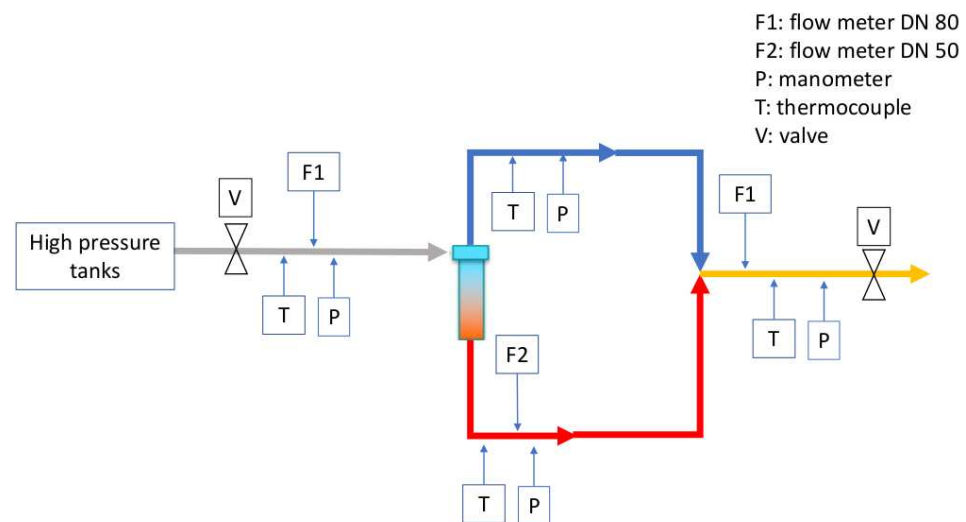 F1: flow meter DN 80
F2: flow meter DN 50
P: manometer
T: thermocouple
V: valve
F1
V
T
P
F1
V
High pressure
tanks
T
P
F2
T
P
T
P